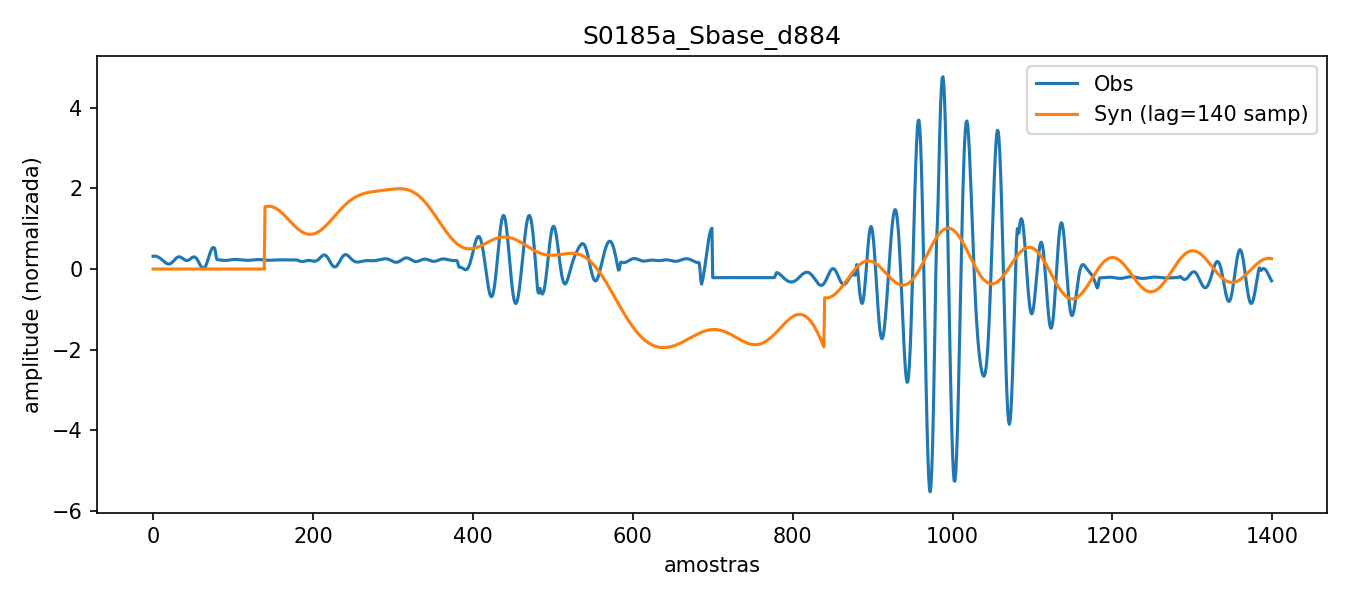 S0185a_Sbase_d884
Obs
Syn (lag=140 samp)
amplitude (normalizada)
4
2
0
−2
−4
−6
0 200 400 600 800 1000 1200 1400
amostras